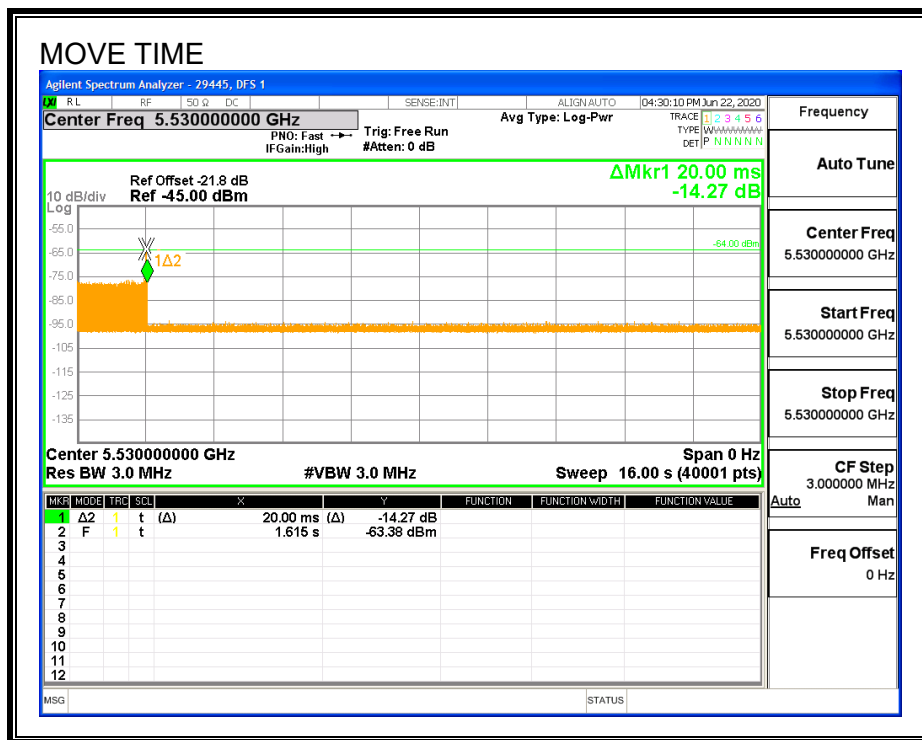 MOVE TIME
Agilent Spectrum Analyzer - 29445, DFS 1
LXI RL RF 50 Ω DC SENSE:INT ALIGN AUTO 04:30:10 PM Jun 22, 2020
Center Freq 5.530000000 GHz Avg Type: Log-Pwr TRACE 1 2 3 4 5 6
PNO: Fast Trig: Free Run TYPE WWWWWW
IFGain:High #Atten: 0 dB DET P N N N N N
Frequency
Auto Tune
ΔMkr1 20.00 ms
-14.27 dB
Ref Offset -21.8 dB
10 dB/div Ref -45.00 dBm
Log
-55.0
-64.00 dBm
-65.0
1Δ2
-75.0
-85.0
-95.0
-105
-115
-125
-135
Center Freq
5.530000000 GHz
Start Freq
5.530000000 GHz
Stop Freq
5.530000000 GHz
Center 5.530000000 GHz Span 0 Hz
Res BW 3.0 MHz #VBW 3.0 MHz Sweep 16.00 s (40001 pts)
CF Step
3.000000 MHz
Auto Man
MKR MODE TRC SCL X Y FUNCTION FUNCTION WIDTH FUNCTION VALUE
1 Δ2 1 t (Δ) 20.00 ms (Δ) -14.27 dB
2 F 1 t 1.615 s -63.38 dBm
3
4
5
6
7
8
9
10
11
12
Freq Offset
0 Hz
MSG STATUS